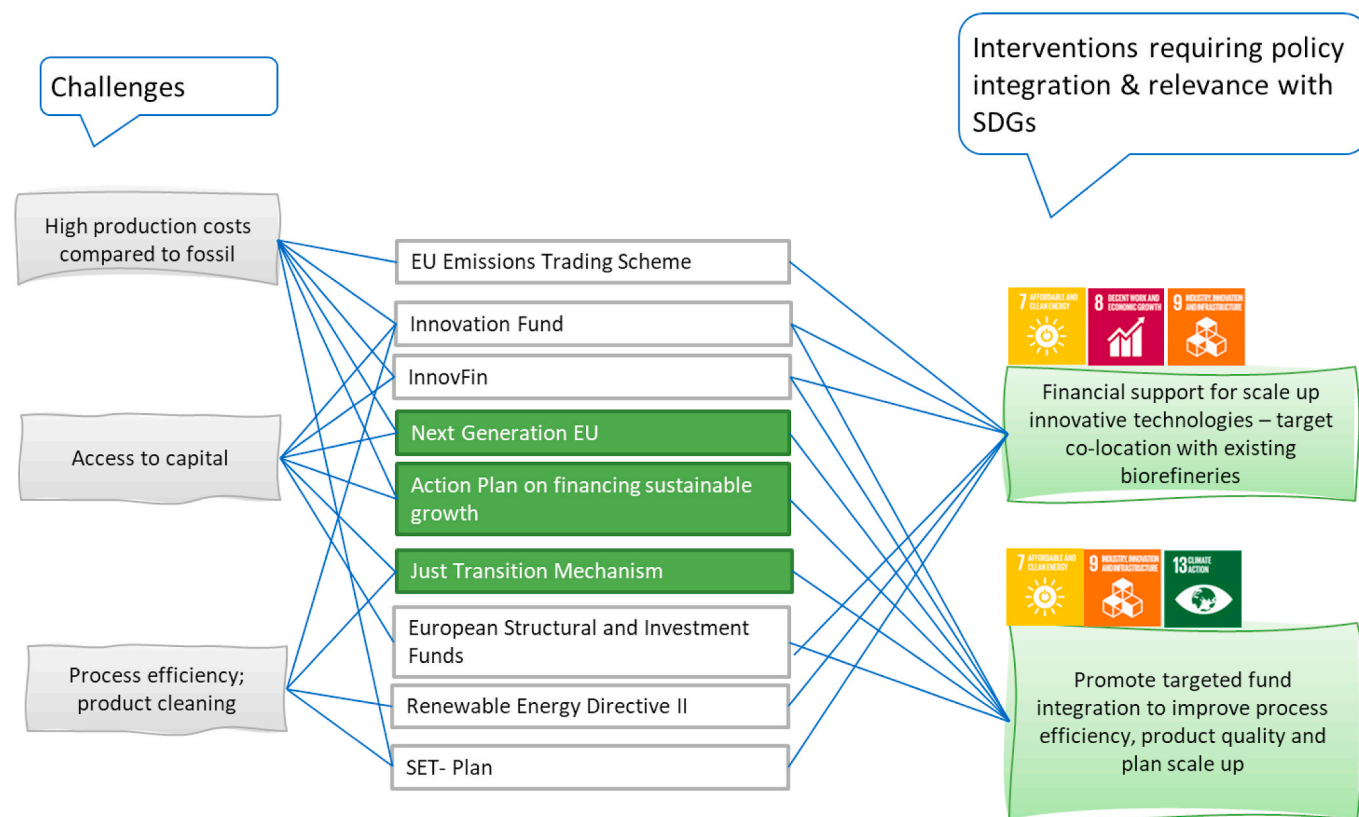 Challenges
Interventions requiring policy
integration & relevance with
SDGs
High production costs
compared to fossil
Access to capital
Process efficiency;
product cleaning
EU Emissions Trading Scheme
Innovation Fund
InnovFin
Next Generation EU
Action Plan on financing sustainable
growth
Just Transition Mechanism
European Structural and Investment
Funds
Renewable Energy Directive II
SET- Plan
7 AFFORDABLE AND
CLEAN ENERGY
8 DECENT WORK AND
ECONOMIC GROWTH
9 INDUSTRY, INNOVATION
AND INFRASTRUCTURE
Financial support for scale up
innovative technologies – target
co-location with existing
biorefineries
7 AFFORDABLE AND
CLEAN ENERGY
9 INDUSTRY, INNOVATION
AND INFRASTRUCTURE
13 CLIMATE
ACTION
Promote targeted fund
integration to improve process
efficiency, product quality and
plan scale up